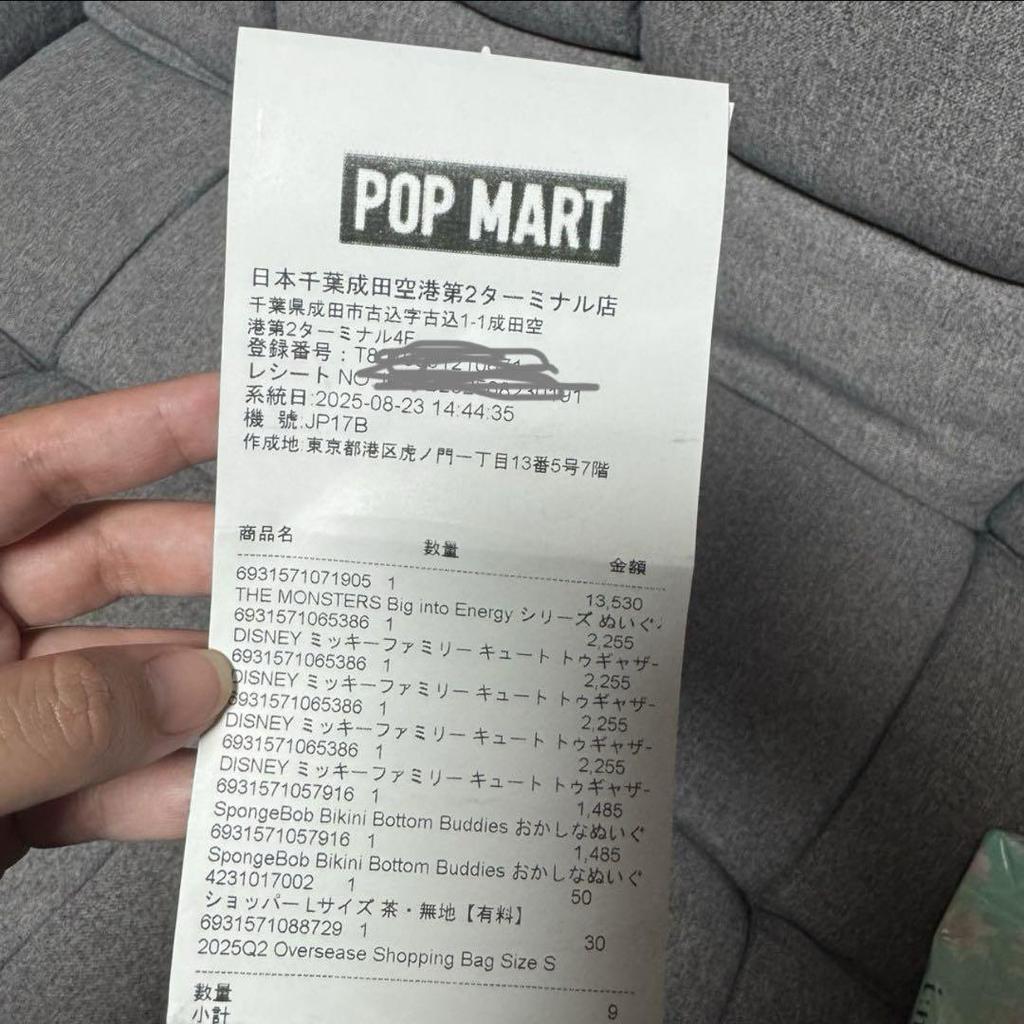 POP MART
日本千葉成田空港第2ターミナル店
千葉県成田市古込字古込1-1成田空
港第2ターミナル4F
登録番号：T8
レシート NO
系統日:2025-08-23 14:44:35
機 號:JP17B
作成地:東京都港区虎ノ門一丁目13番5号7階
商品名 数量 金額
6931571071905 1 13,530
THE MONSTERS Big into Energy シリーズ ぬいぐ
6931571065386 1 2,255
DISNEY ミッキーファミリー キュート トゥギャザー
6931571065386 1 2,255
DISNEY ミッキーファミリー キュート トゥギャザー
6931571065386 1 2,255
DISNEY ミッキーファミリー キュート トゥギャザー
6931571065386 1 2,255
DISNEY ミッキーファミリー キュート トゥギャザー
6931571057916 1 1,485
SpongeBob Bikini Bottom Buddies おかしなぬいぐ
6931571057916 1 1,485
SpongeBob Bikini Bottom Buddies おかしなぬいぐ
4231017002 1 50
ショッパー Lサイズ 茶・無地【有料】
6931571088729 1 30
2025Q2 Oversease Shopping Bag Size S
数量 9
小計